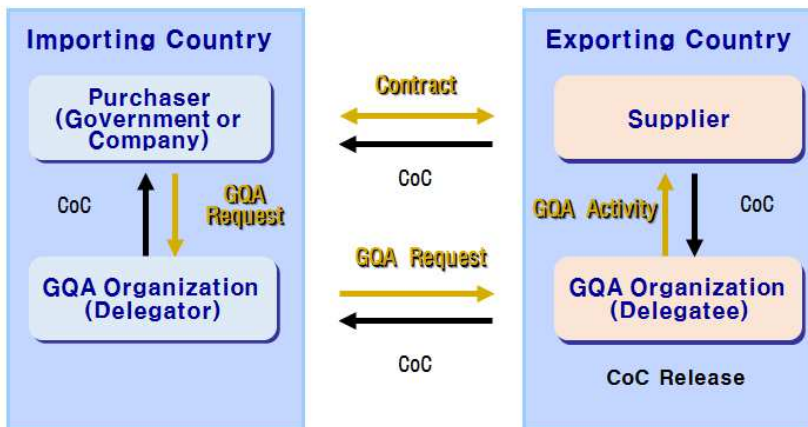 Importing Country
Exporting Country
Purchaser
(Government or
Company)
Contract
Supplier
CoC
CoC
GQA
Request
GQA Activity
CoC
GQA Organization
(Delegator)
GQA Request
GQA Organization
(Delegatee)
CoC
CoC Release